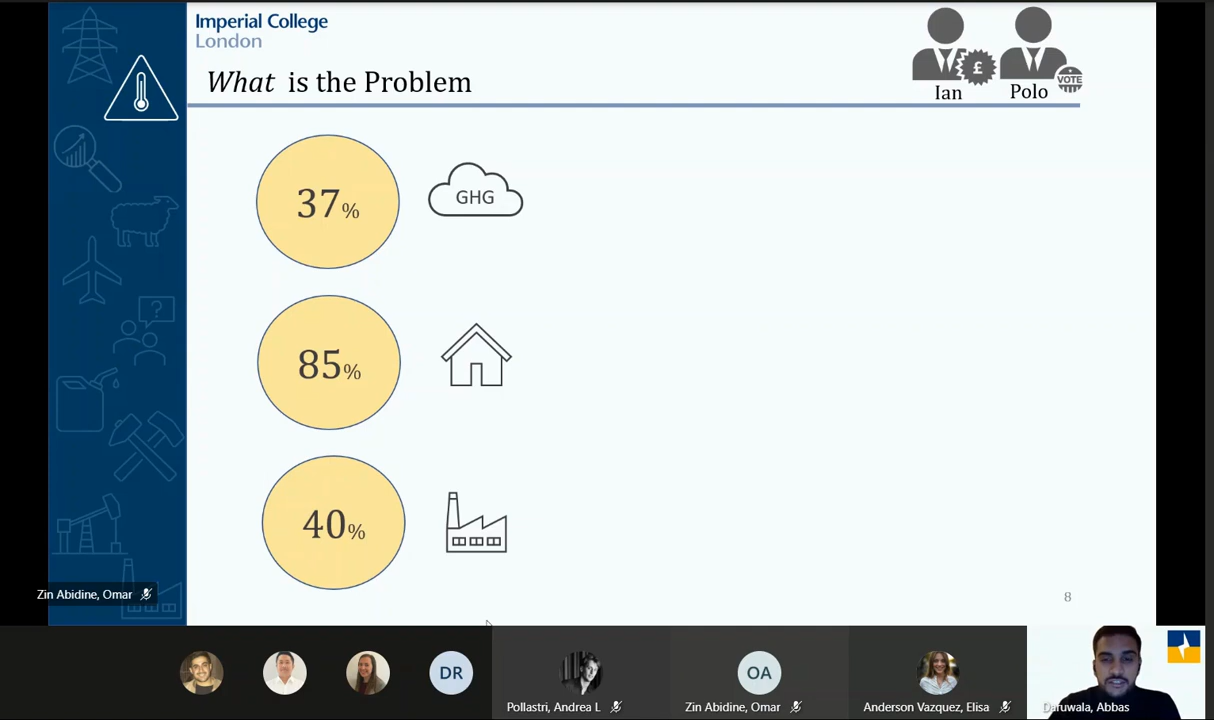 Imperial College
London
What is the Problem
£
VOTE
Ian
Polo
37%
GHG
85%
?
40%
8
Zin Abidine, Omar
DR
OA
Pollastri, Andrea L
Zin Abidine, Omar
Anderson Vazquez, Elisa
Daruwala, Abbas